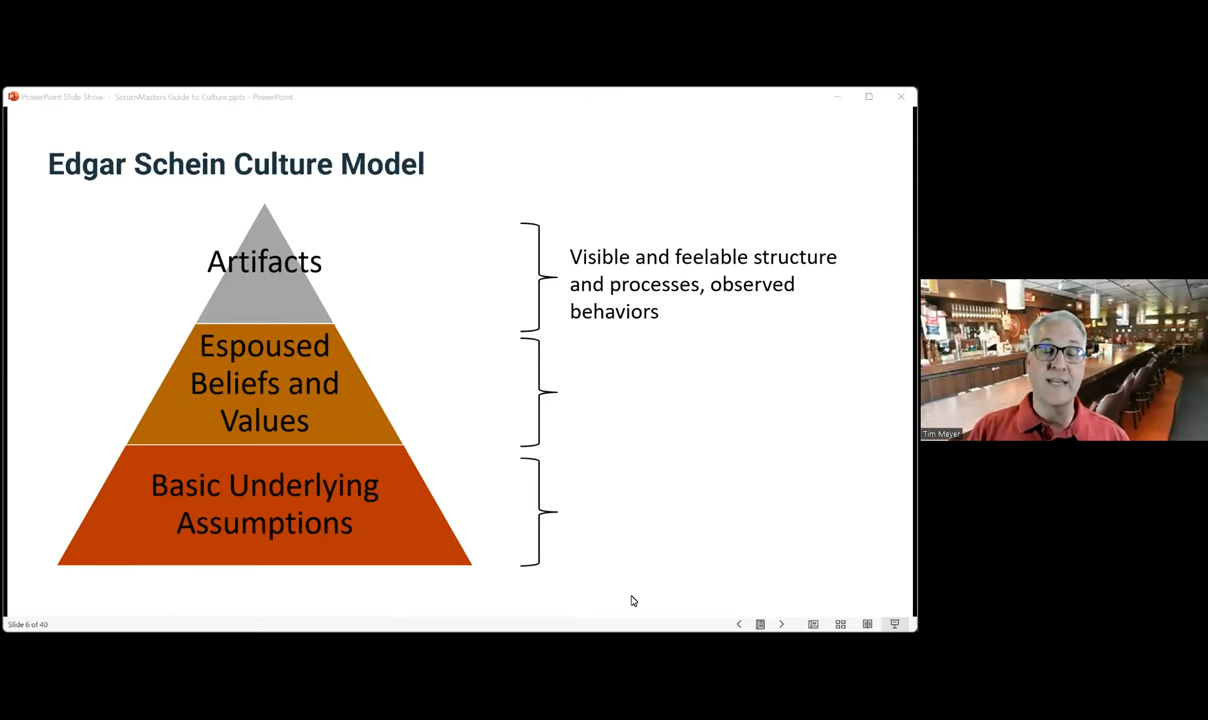 PowerPoint Slide Show - ScrumMasters Guide to Culture.pptx - PowerPoint
Edgar Schein Culture Model
Artifacts
Visible and feelable structure
and processes, observed
behaviors
Espoused
Beliefs and
Values
Basic Underlying
Assumptions
Tim Meyer
Slide 6 of 40